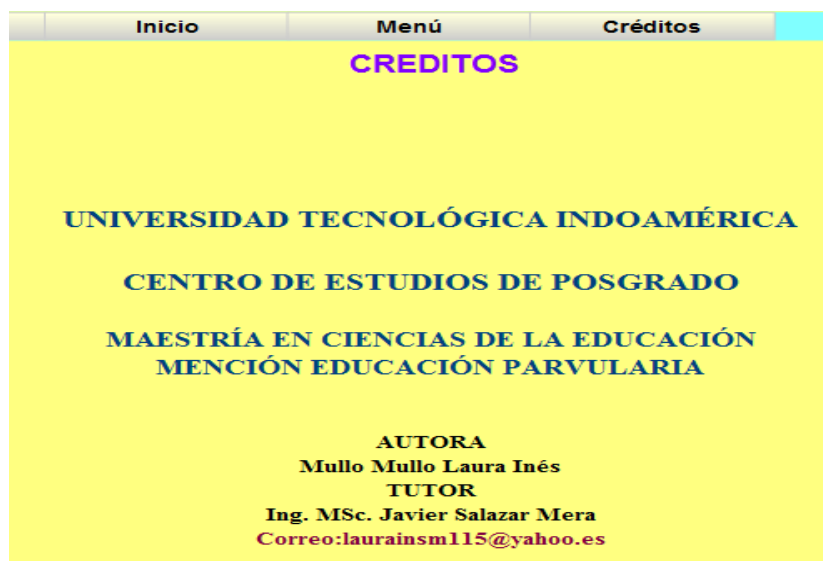 Inicio Menú Créditos
CREDITOS
UNIVERSIDAD TECNOLÓGICA INDOAMÉRICA
CENTRO DE ESTUDIOS DE POSGRADO
MAESTRÍA EN CIENCIAS DE LA EDUCACIÓN
MENCIÓN EDUCACIÓN PARVULARIA
AUTORA
Mullo Mullo Laura Inés
TUTOR
Ing. MSc. Javier Salazar Mera
Correo:laurainsm115@yahoo.es